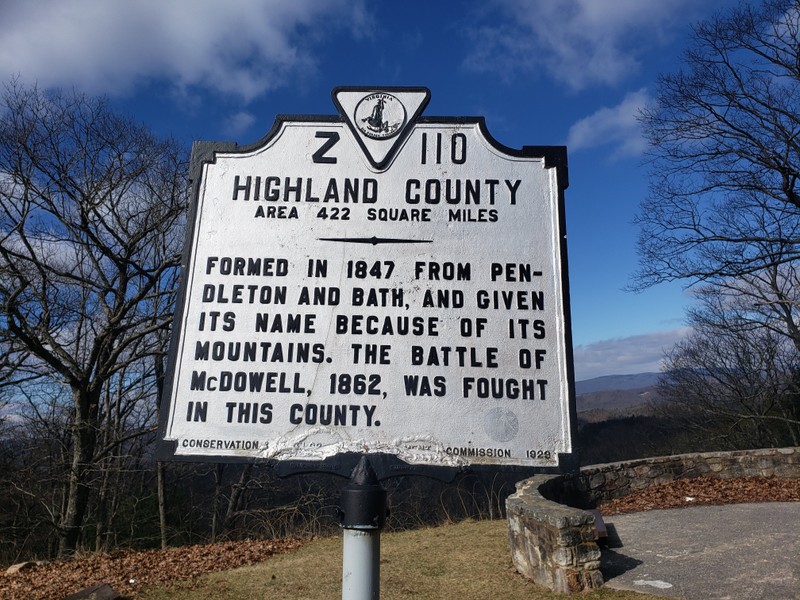 VIRGINIA
Z 110
HIGHLAND COUNTY
AREA 422 SQUARE MILES
FORMED IN 1847 FROM PEN-
DLETON AND BATH, AND GIVEN
ITS NAME BECAUSE OF ITS
MOUNTAINS. THE BATTLE OF
MCDOWELL, 1862, WAS FOUGHT
IN THIS COUNTY.
CONSERVATION COMMISSION 1929